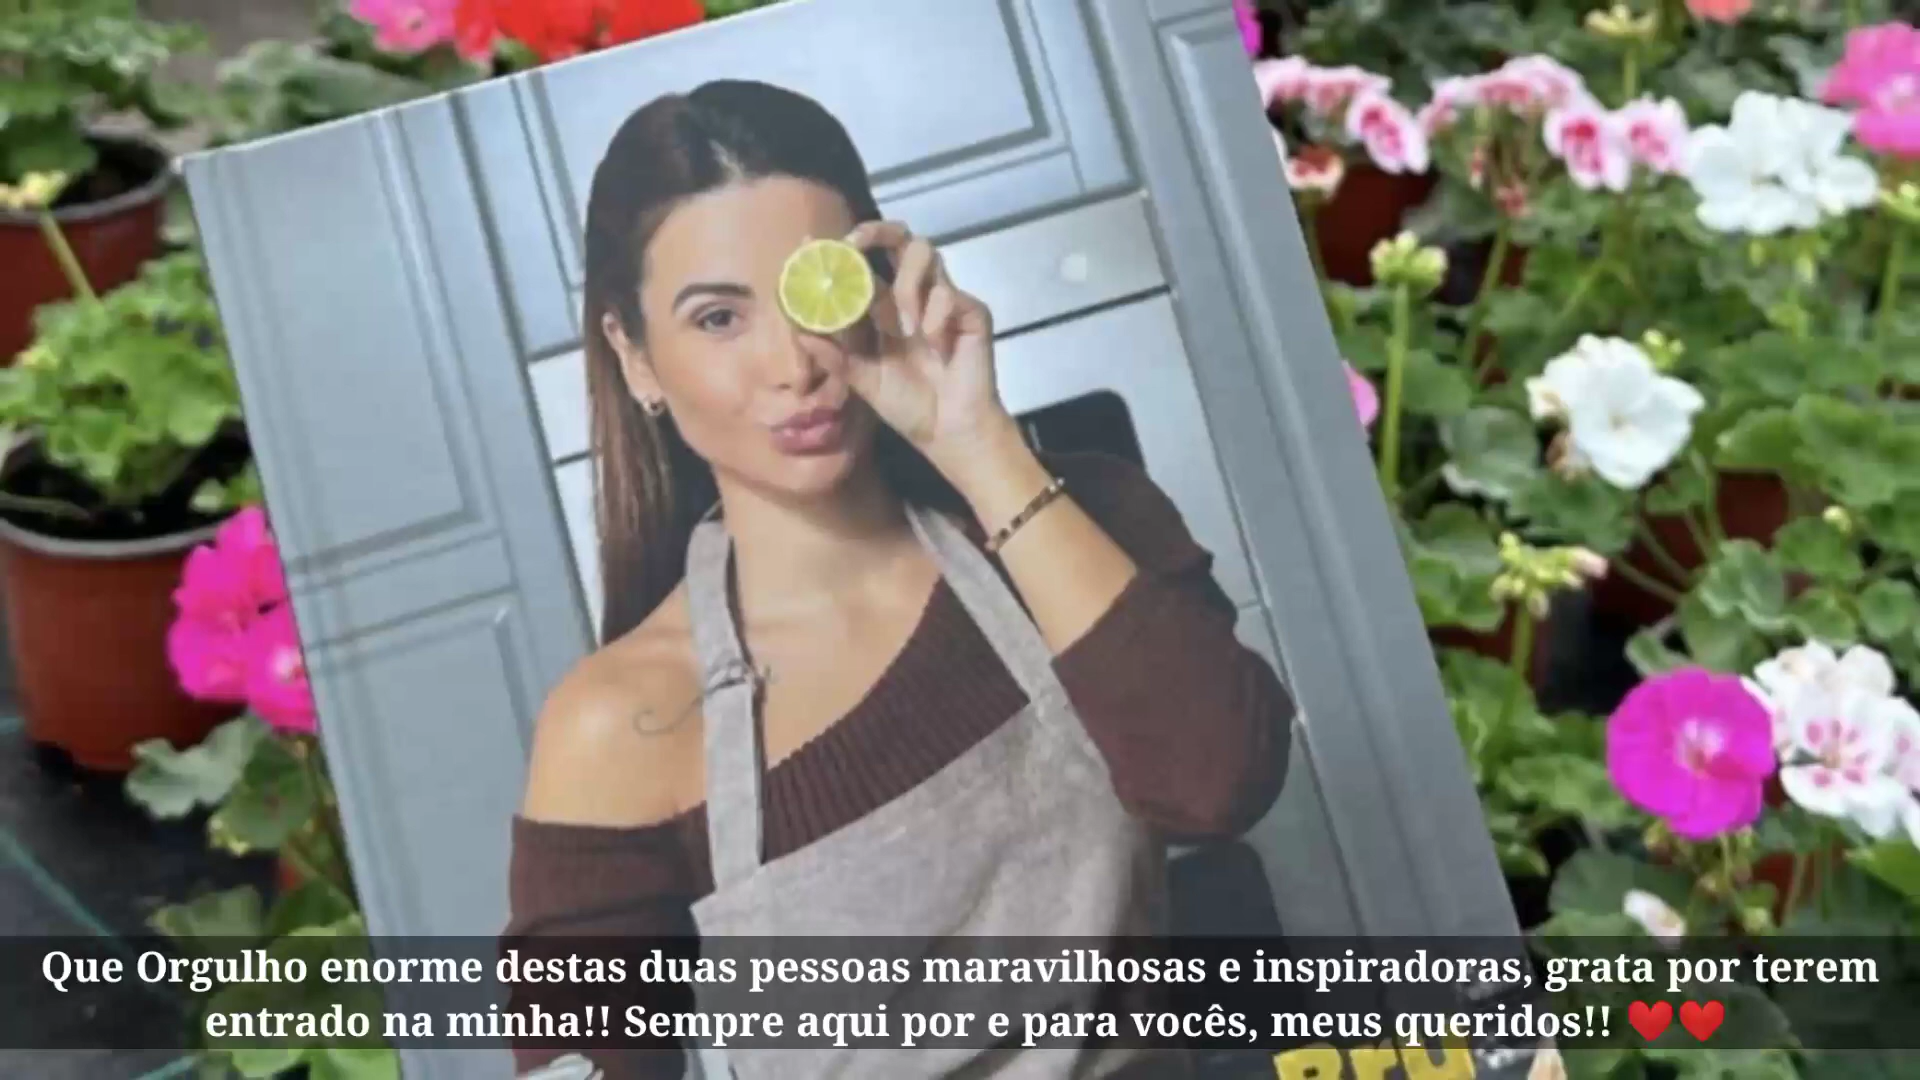 Que Orgulho enorme destas duas pessoas maravilhosas e inspiradoras, grata por terem
entrado na minha!! Sempre aqui por e para vocês, meus queridos!! ❤️❤️